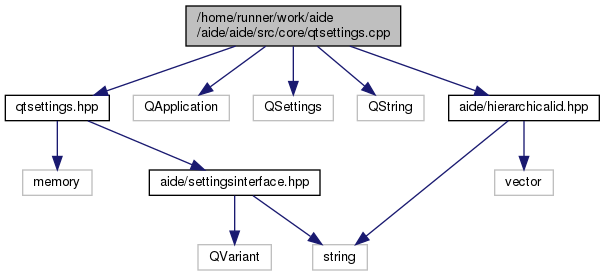 /home/runner/work/aide
/aide/aide/src/core/qtsettings.cpp
qtsettings.hpp
QApplication
QSettings
QString
aide/hierarchicalid.hpp
memory
aide/settingsinterface.hpp
vector
QVariant
string